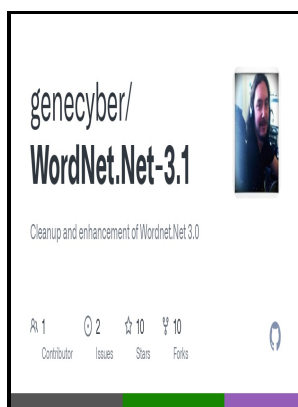 genecyber/
WordNet.Net-3.1
Cleanup and enhancement of Wordnet.Net 3.0
1 2 10 10
Contributor Issues Stars Forks